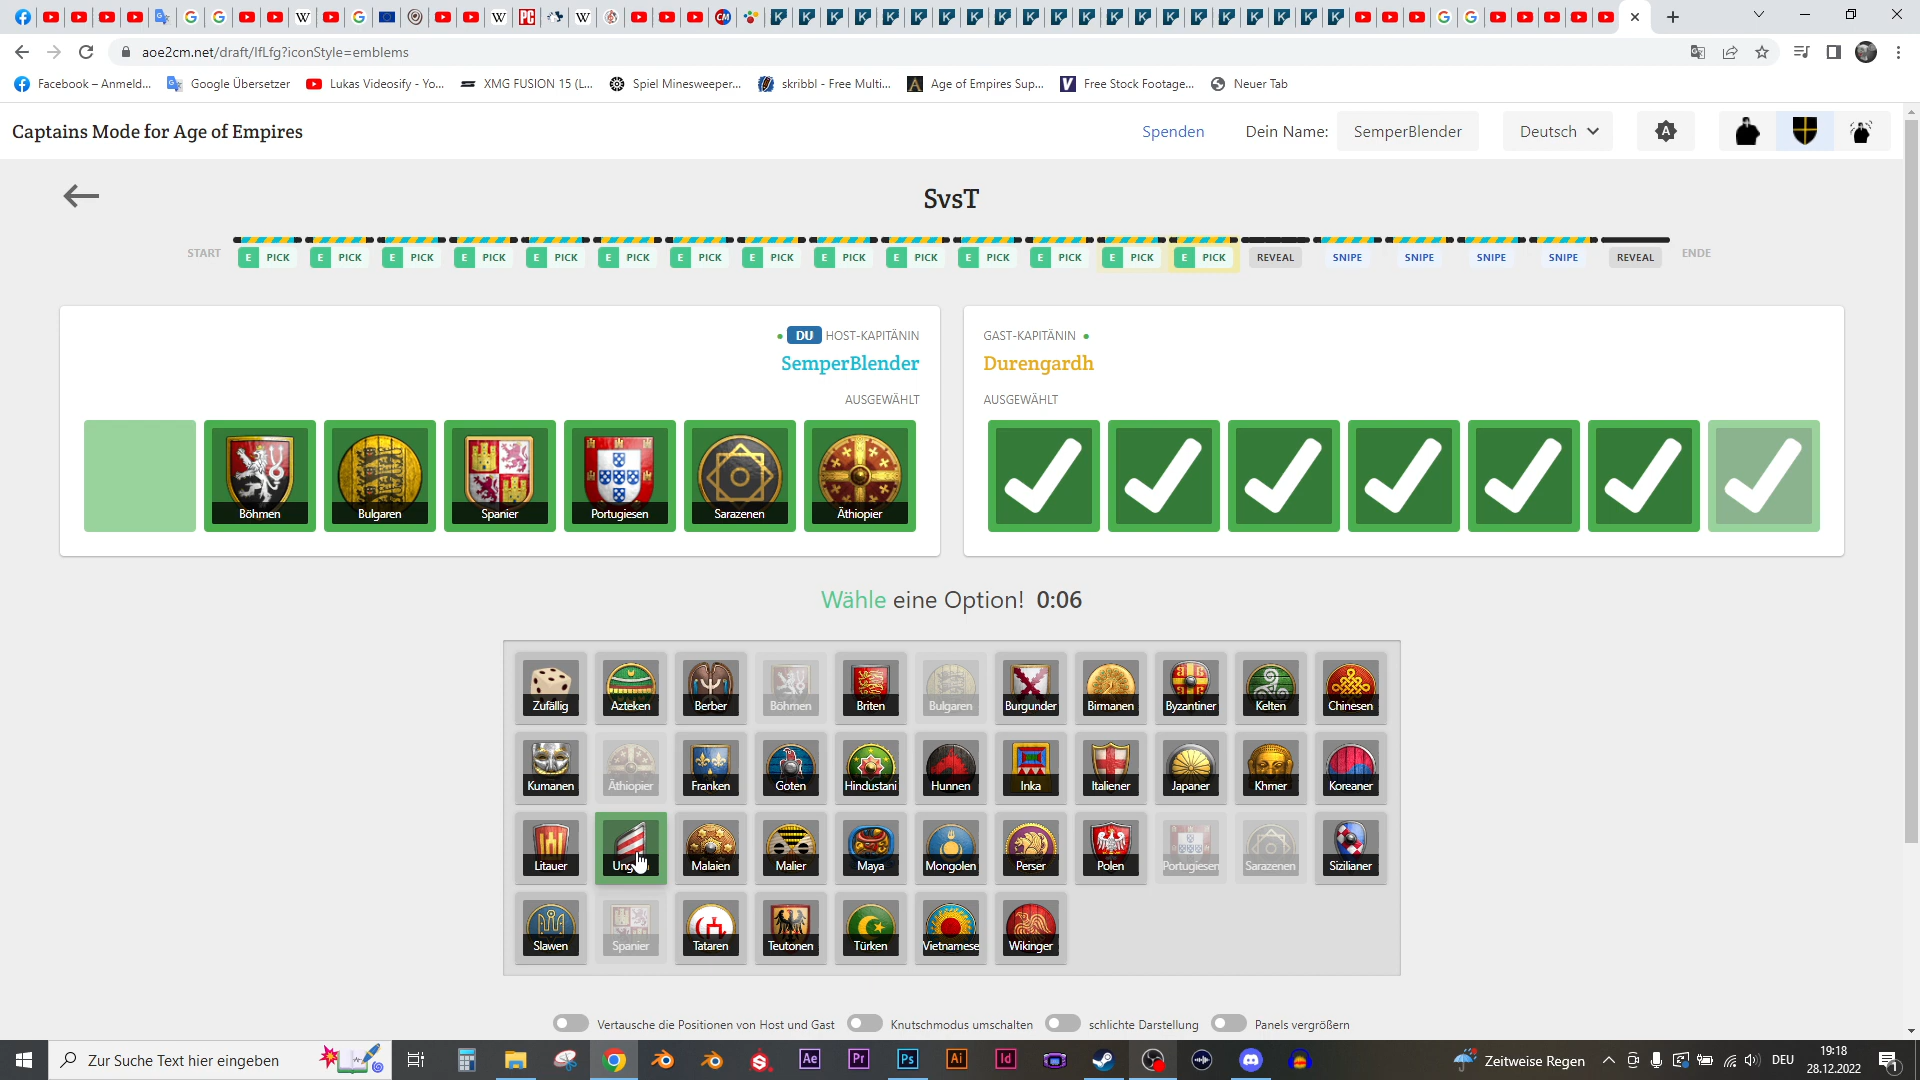 aoe2cm.net/draft/IfLfg?iconStyle=emblems
Facebook – Anmeld...
Google Übersetzer
Lukas Videosify - Yo...
XMG FUSION 15 (L...
Spiel Minesweeper...
skribbl - Free Multi...
Age of Empires Sup...
Free Stock Footage...
Neuer Tab
Captains Mode for Age of Empires
Spenden
Dein Name:
SemperBlender
Deutsch
SvsT
START
E PICK
E PICK
E PICK
E PICK
E PICK
E PICK
E PICK
E PICK
E PICK
E PICK
E PICK
E PICK
E PICK
E PICK
REVEAL
SNIPE
SNIPE
SNIPE
SNIPE
REVEAL
ENDE
DU HOST-KAPITÄNIN
SemperBlender
AUSGEWÄHLT
Böhmen
Bulgaren
Spanier
Portugiesen
Sarazenen
Äthiopier
GAST-KAPITÄNIN
Durengardh
AUSGEWÄHLT
Wähle eine Option! 0:06
Zufällig
Azteken
Berber
Böhmen
Briten
Bulgaren
Burgunder
Birmanen
Byzantiner
Kelten
Chinesen
Kumanen
Äthiopier
Franken
Goten
Hindustani
Hunnen
Inka
Italiener
Japaner
Khmer
Koreaner
Litauer
Malaien
Malier
Maya
Mongolen
Perser
Polen
Portugiesen
Sarazenen
Sizilianer
Slawen
Spanier
Tataren
Teutonen
Türken
Vietnamese
Wikinger
Vertausche die Positionen von Host und Gast
Knutschmodus umschalten
schlichte Darstellung
Panels vergrößern
Zur Suche Text hier eingeben
Ae
Pr
Ps
Ai
Id
Zeitweise Regen
DEU
19:18
28.12.2022
1